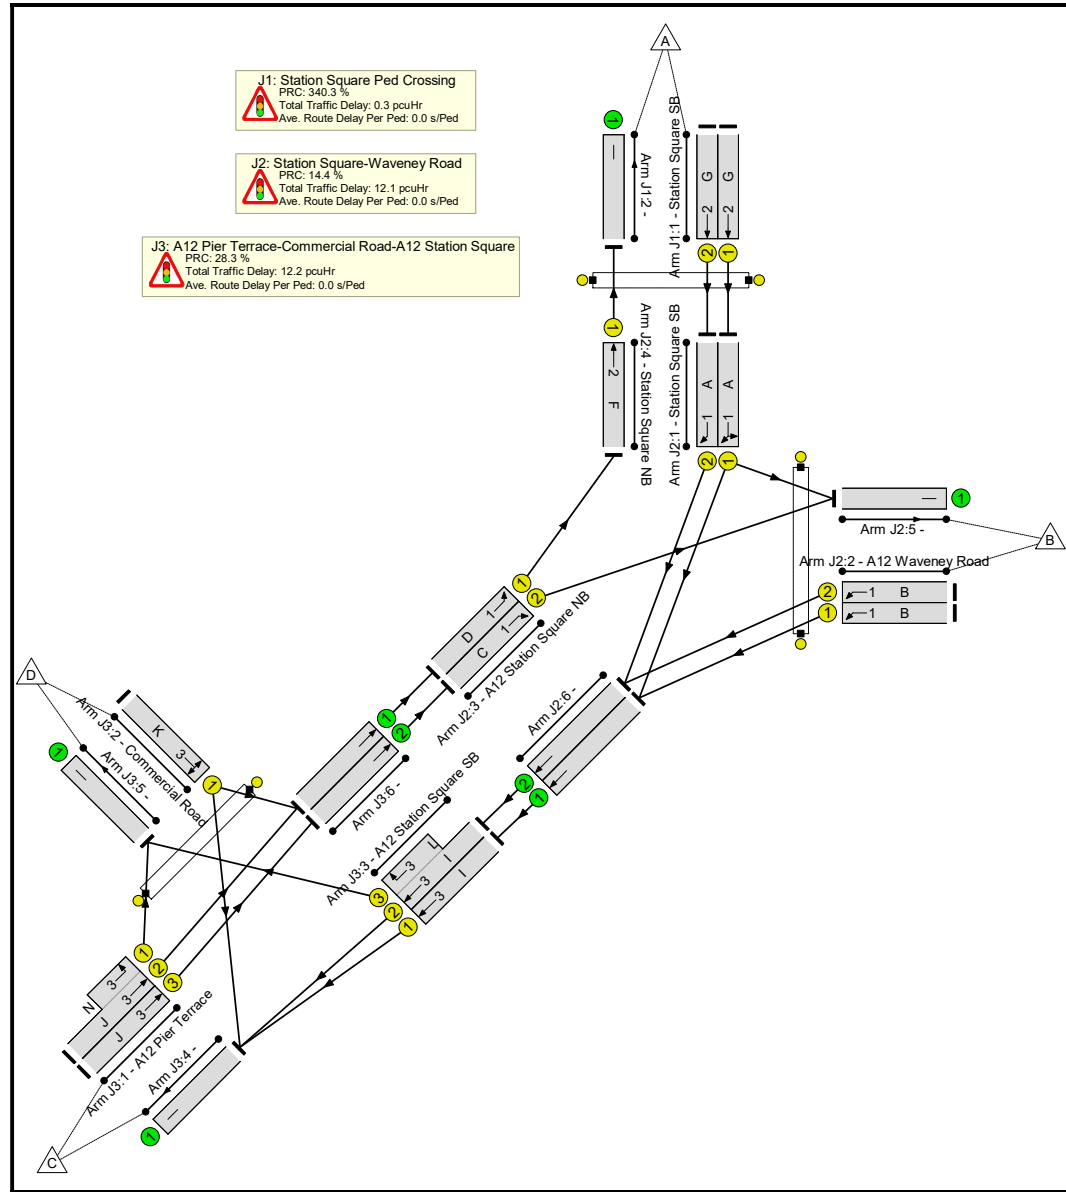 A
J1: Station Square Ped Crossing
PRC: 340.3 %
Total Traffic Delay: 0.3 pcuHr
Ave. Route Delay Per Ped: 0.0 s/Ped
J2: Station Square-Waveney Road
PRC: 14.4 %
Total Traffic Delay: 12.1 pcuHr
Ave. Route Delay Per Ped: 0.0 s/Ped
J3: A12 Pier Terrace-Commercial Road-A12 Station Square
PRC: 28.3 %
Total Traffic Delay: 12.2 pcuHr
Ave. Route Delay Per Ped: 0.0 s/Ped
1
Arm J1:2 -
Arm J1:1 - Station Square SB
2 G
2 G
2
1
1
2 F
Arm J2:4 - Station Square NB
Arm J2:1 - Station Square SB
1 A
1 A
2
1
1
Arm J2:5 -
B
Arm J2:2 - A12 Waveney Road
2
1 B
1
1 B
1
2
D 1
C 1
Arm J2:3 - A12 Station Square NB
D
Arm J3:2 - Commercial Road
K 3
1
Arm J3:5 -
1
1
2
Arm J3:6 -
Arm J2:6 -
2
1
Arm J3:3 - A12 Station Square SB
3 L
3 I
3 I
3
2
1
1
2
3
N 3
J 3
J 3
Arm J3:1 - A12 Pier Terrace
Arm J3:4 -
1
C